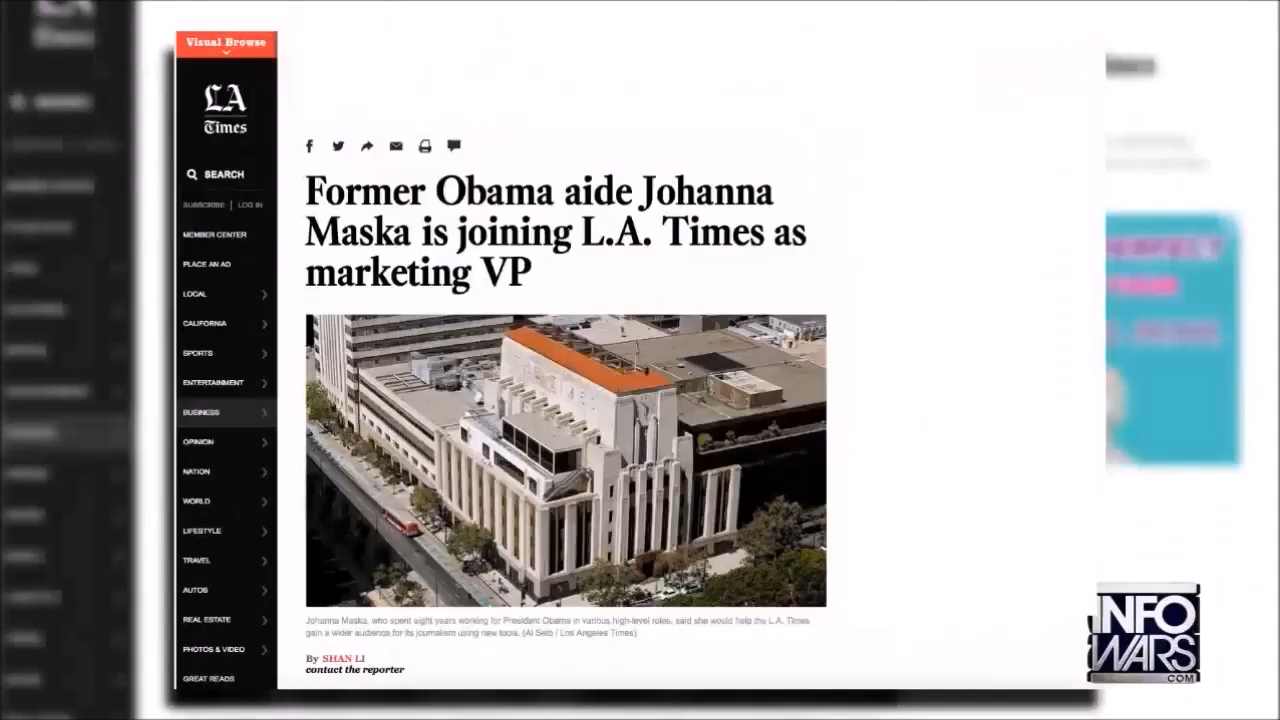 Visual Browse
LA
Times
SEARCH
SUBSCRIBE | LOG IN
MEMBER CENTER
PLACE AN AD
LOCAL
CALIFORNIA
SPORTS
ENTERTAINMENT
BUSINESS
OPINION
NATION
WORLD
LIFESTYLE
TRAVEL
AUTOS
REAL ESTATE
PHOTOS & VIDEO
GREAT READS
Former Obama aide Johanna
Maska is joining L.A. Times as
marketing VP
Johanna Maska, who spent eight years working for President Obama in various high-level roles, said she would help the L.A. Times
gain a wider audience for its journalism using new tools. (Al Seib / Los Angeles Times)
By SHAN LI
contact the reporter
INFO
WARS
.COM